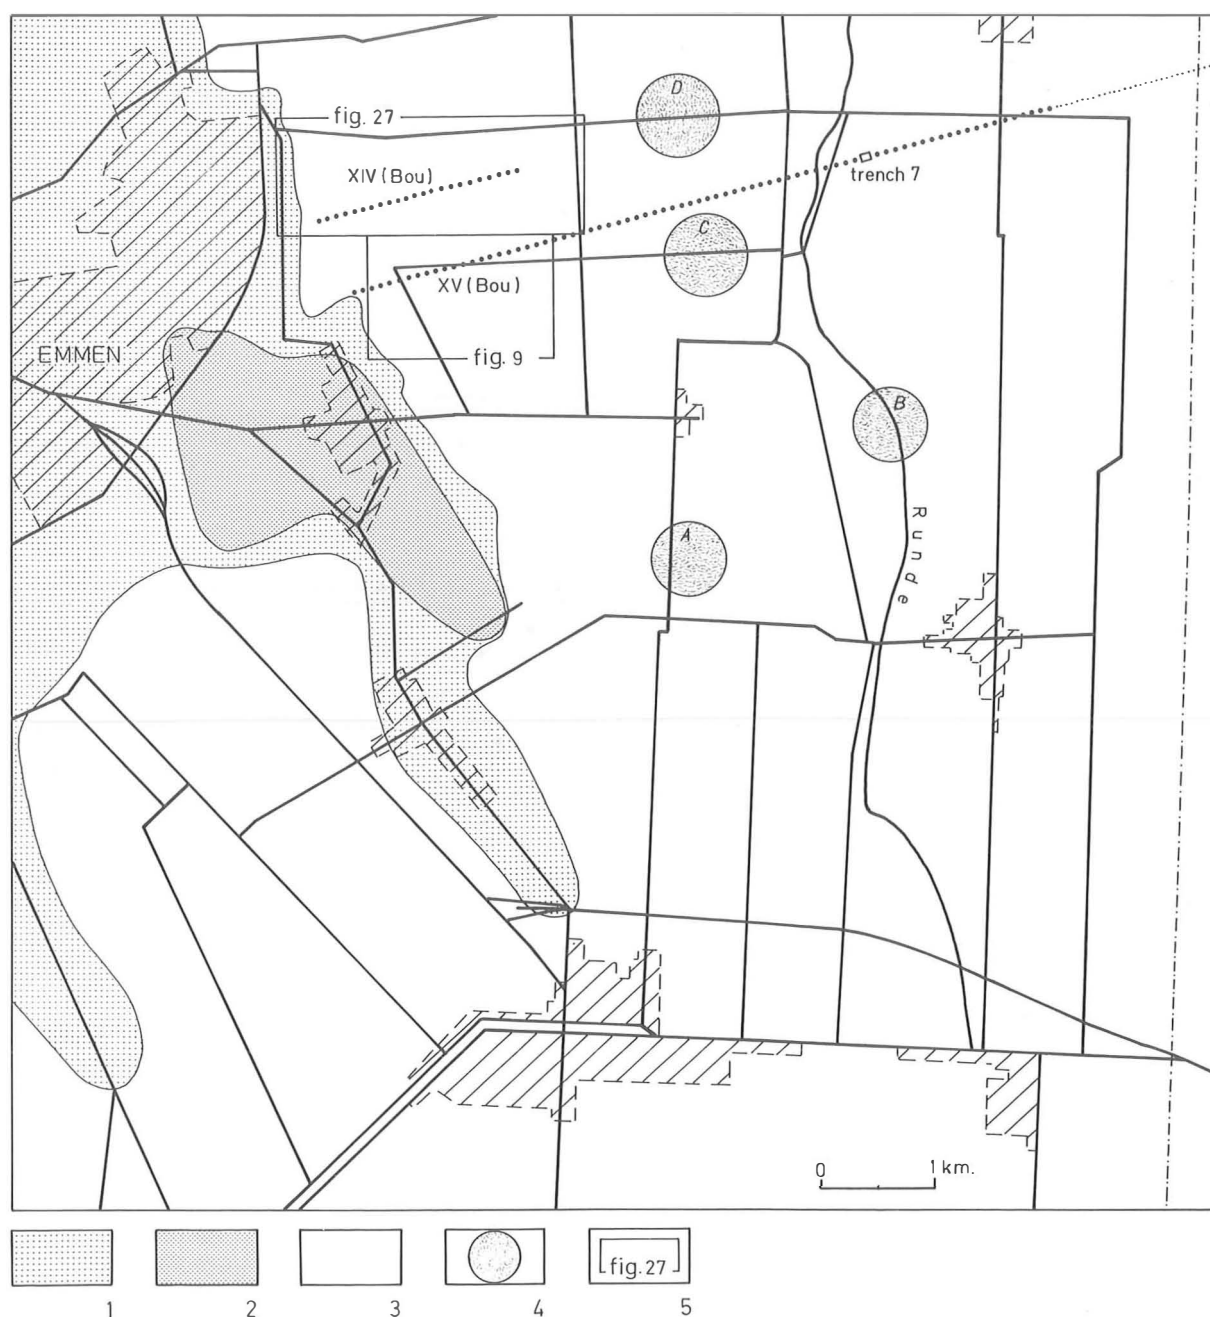 D
fig. 27
XIV (Bou)
trench 7
C
XV (Bou)
EMMEN
fig. 9
B
Runde
A
0 1 km.
fig. 27
1 2 3 4 5